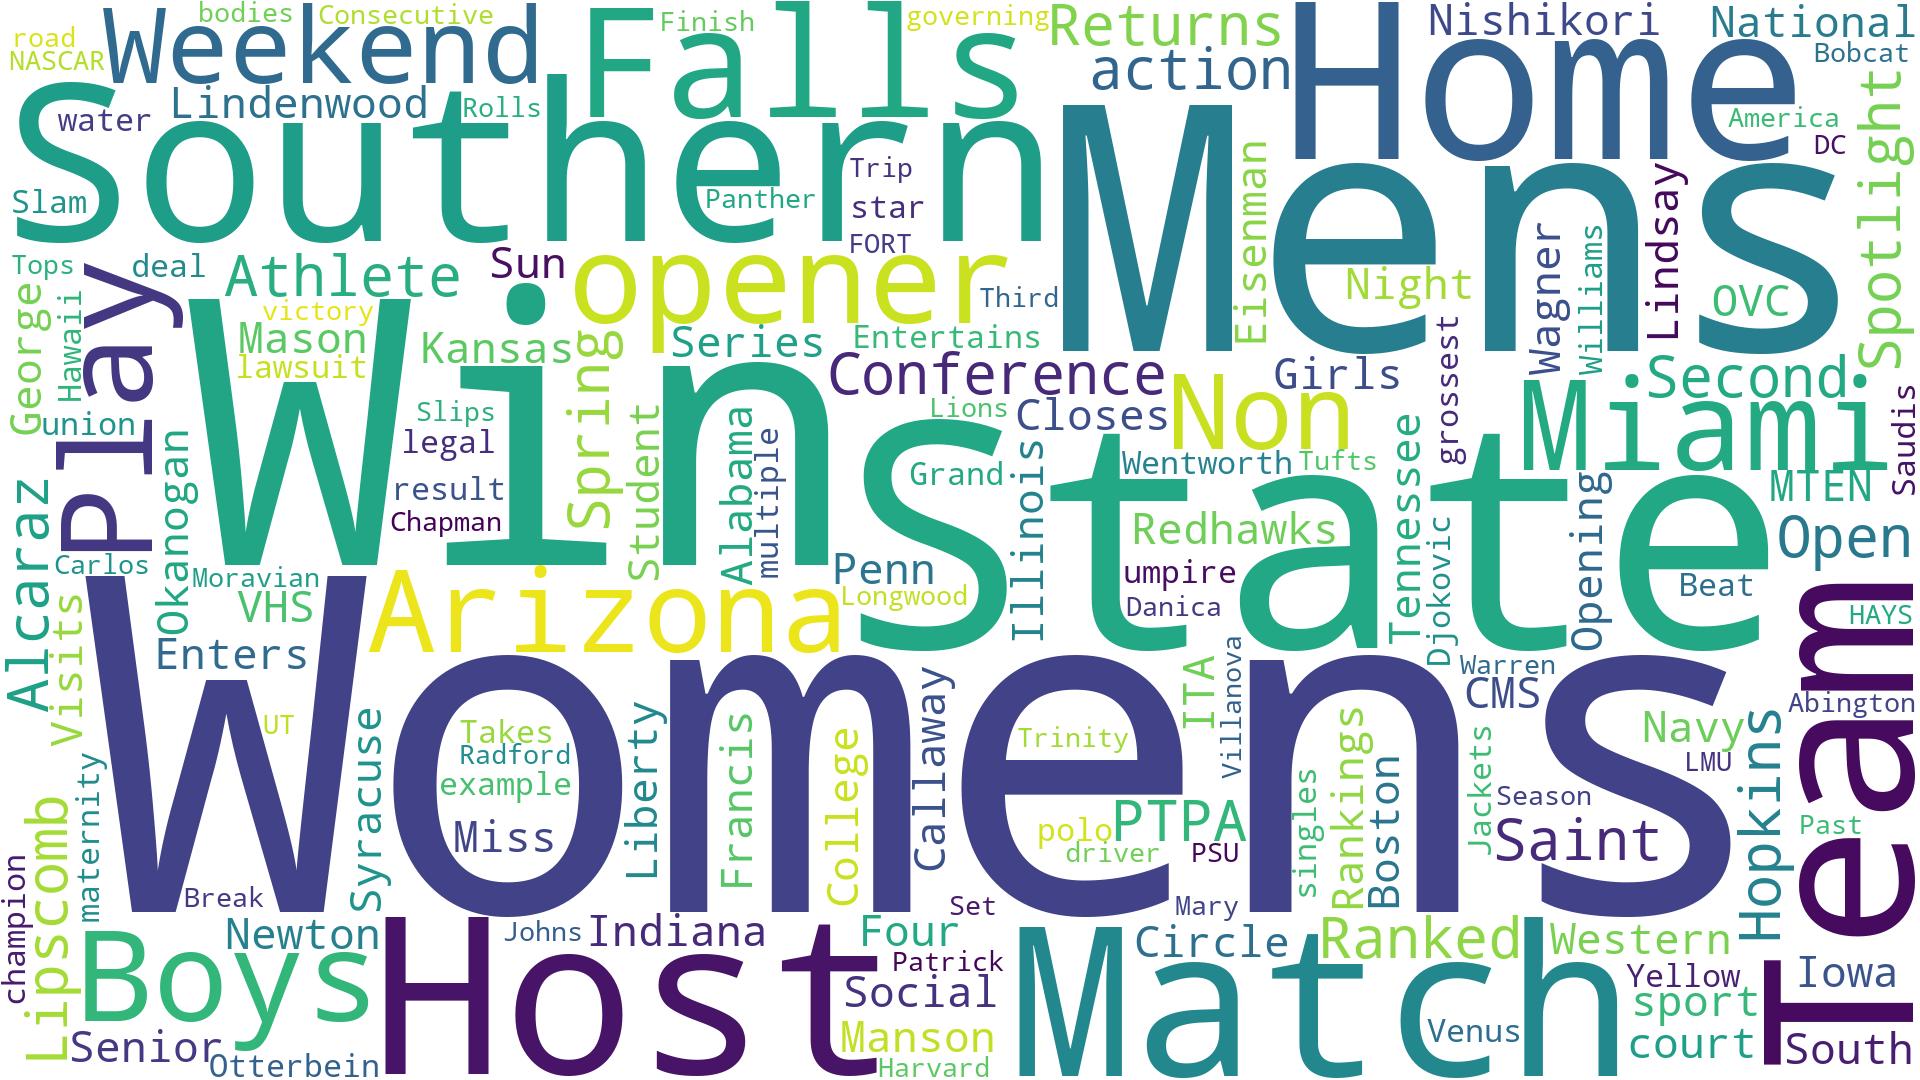 road
NASCAR
bodies
Weekend
Consecutive
Falls
Finish
governing
Returns
action
Home
Nishikori
National
Bobcat
Lindenwood
Rolls
water
Southern
Slam
Trip
Panther
star
FORT
Mens
Eisenman
America
DC
Spotlight
Tops
deal
Athlete
Sun
opener
Third
Night
Wagner
Williams
Lindsay
OVC
George
Hawaii
Play
victory
Mason
lawsuit
Kansas
Spring
Series
Entertains
Conference
Girls
grossest
Second
Miami
Saudis
union
Win
Slips
legal
result
Chapman
Student
Alabama
multiple
Lions
Closes
Non
Grand
Illinois
Wentworth
Tufts
Tennessee
state
MTEN
Open
Alcaraz
Okanogan
Redhawks
Djokovic
Opening
Carlos
Moravian
VHS
Arizona
Penn
Longwood
umpire
Danica
Beat
HAYS
Team
Visits
Enters
Womens
UT
Syracuse
Takes
Radford
example
Miss
Liberty
Francis
College
Callaway
Trinity
ITA
Villanova
Warren
CMS
Navy
LMU
Abington
Hopkins
maternity
Lipscomb
champion
Break
polo
PTPA
driver
PSU
singles
Rankings
Boston
Jackets
Season
Saint
Past
Set
Mary
Boys
Newton
Host
Johns
Indiana
Four
Patrick
Social
Manson
Harvard
Match
Circle
Ranked
Western
Yellow
Iowa
sport
Venus
court
South
Senior
Otterbein